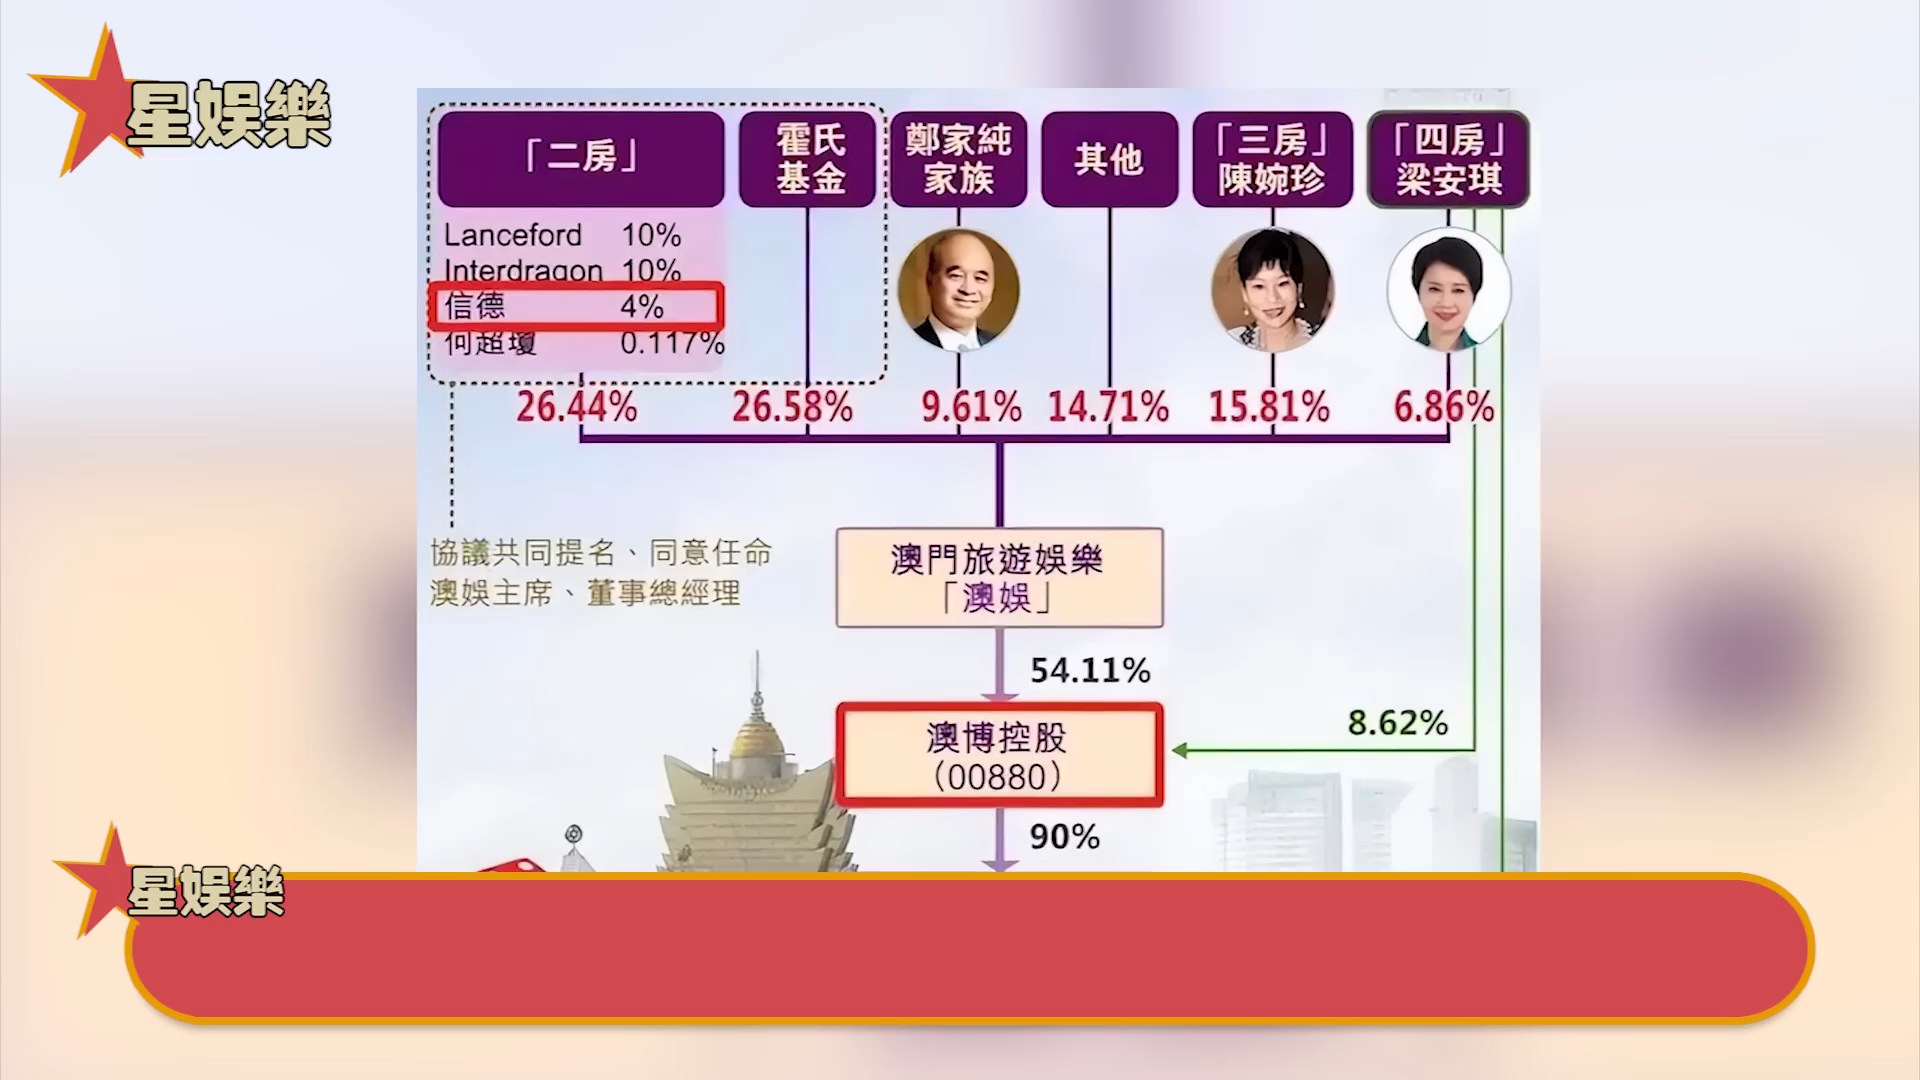 星娛樂
「二房」
霍氏
基金
鄭家純
家族
其他
「三房」
陳婉珍
「四房」
梁安琪
Lanceford 10%
Interdragon 10%
信德 4%
何超瓊 0.117%
26.44%
26.58%
9.61%
14.71%
15.81%
6.86%
協議共同提名、同意任命
澳娛主席、董事總經理
澳門旅遊娛樂
「澳娛」
54.11%
澳博控股
（00880）
8.62%
90%
星娛樂